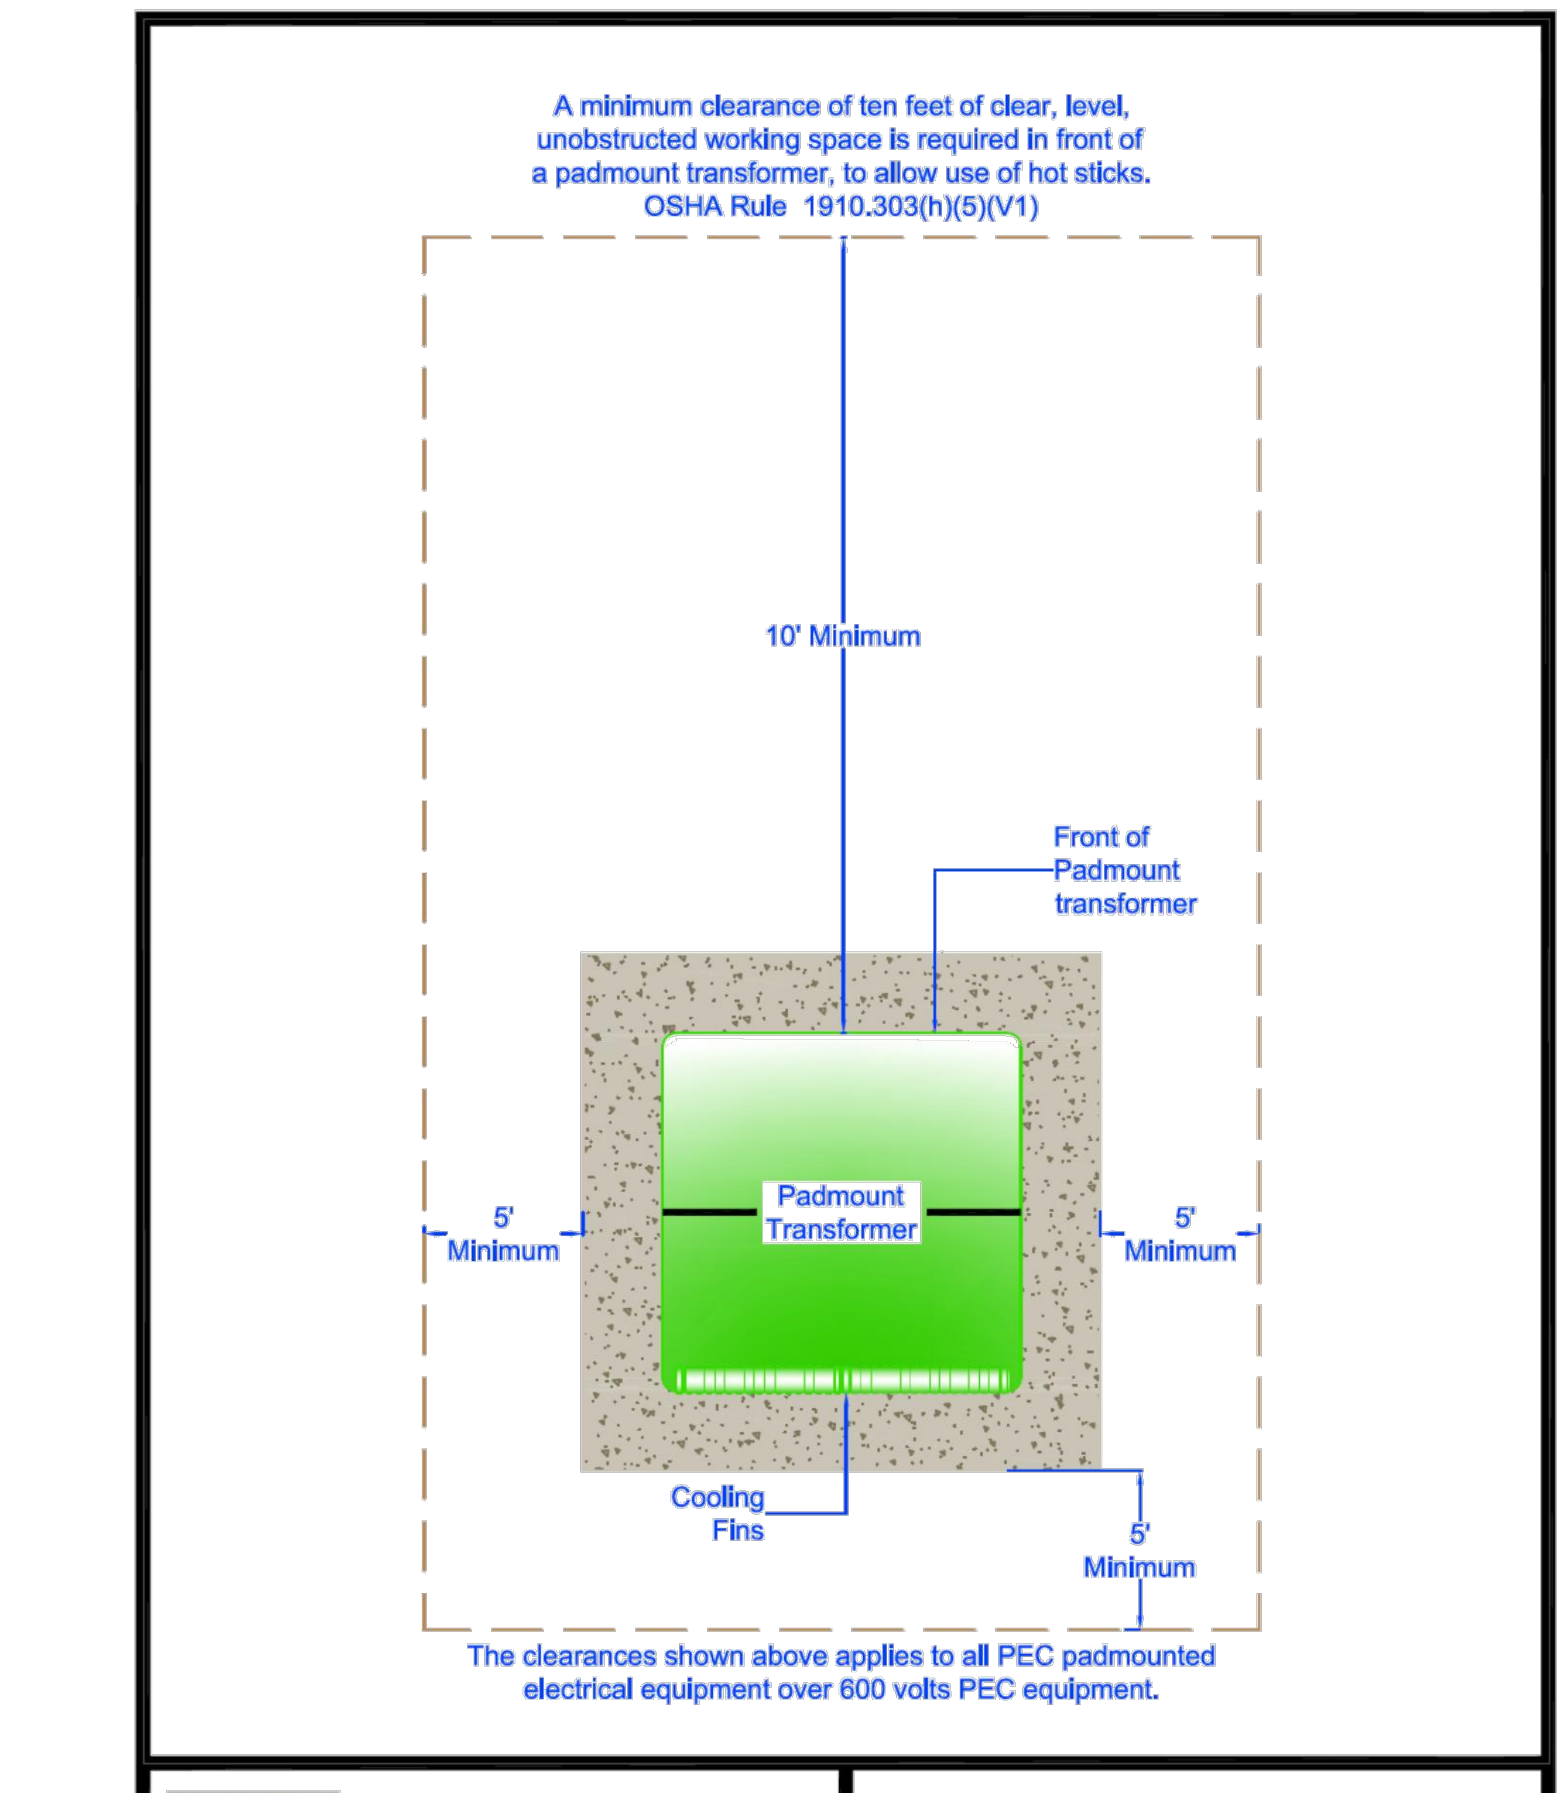 A minimum clearance of ten feet of clear, level,
unobstructed working space is required in front of
a padmount transformer, to allow use of hot sticks.
OSHA Rule 1910.303(h)(5)(V1)
10' Minimum
Front of
Padmount
transformer
Padmount
Transformer
5'
Minimum
5'
Minimum
Cooling
Fins
5'
Minimum
The clearances shown above applies to all PEC padmounted
electrical equipment over 600 volts PEC equipment.